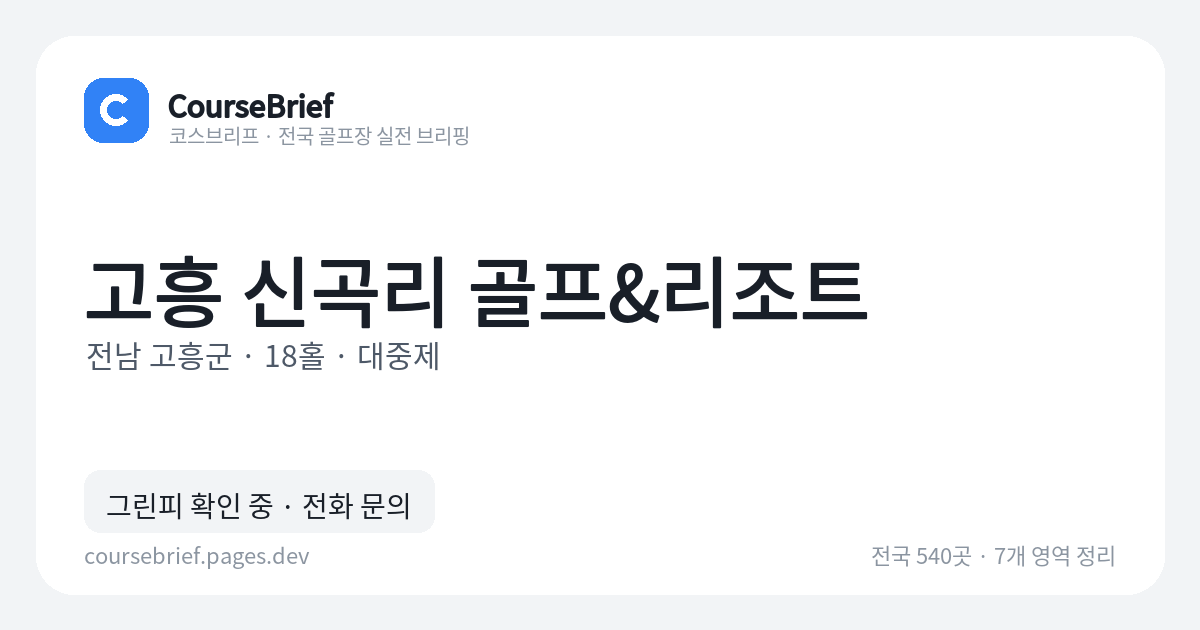 C
CourseBrief
코스브리프 · 전국 골프장 실전 브리핑
고흥 신곡리 골프&리조트
전남 고흥군 · 18홀 · 대중제
그린피 확인 중 · 전화 문의
coursebrief.pages.dev
전국 540곳 · 7개 영역 정리